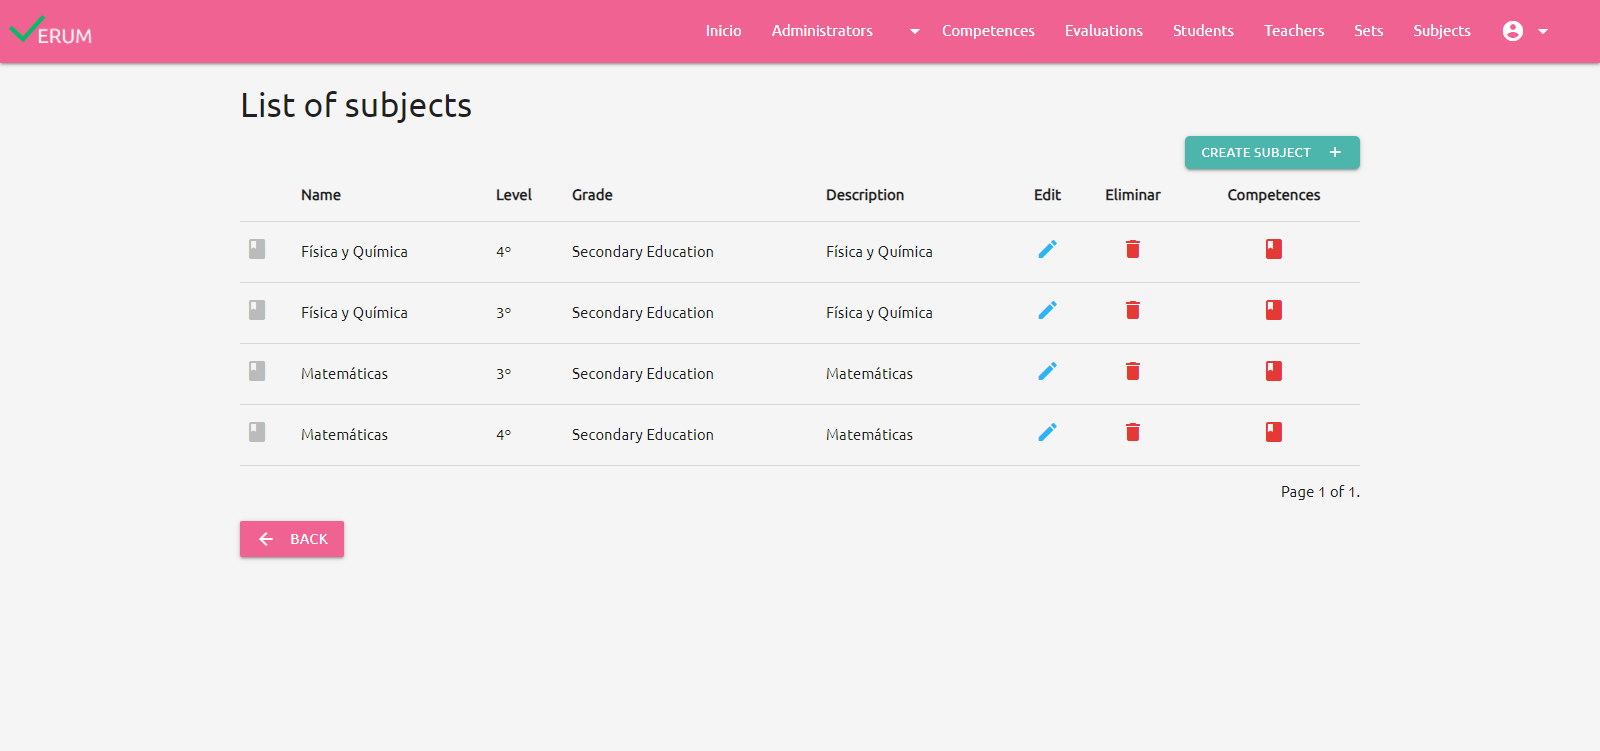 ERUM Inicio Administrators Competences Evaluations Students Teachers Sets Subjects
List of subjects
CREATE SUBJECT +
Name Level Grade Description Edit Eliminar Competences
Física y Química 4º Secondary Education Física y Química
Física y Química 3º Secondary Education Física y Química
Matemáticas 3º Secondary Education Matemáticas
Matemáticas 4º Secondary Education Matemáticas
Page 1 of 1.
BACK